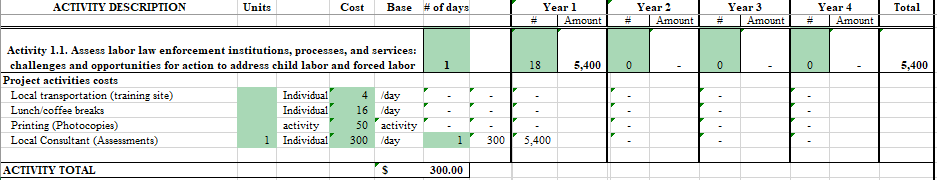 ACTIVITY DESCRIPTION Units Cost Base # of days Year 1 Year 2 Year 3 Year 4 Total
# Amount # Amount # Amount # Amount
Activity 1.1. Assess labor law enforcement institutions, processes, and services:
challenges and opportunities for action to address child labor and forced labor 1 18 5,400 0 - 0 - 0 - 5,400
Project activities costs
Local transportation (training site) Individual 4 /day - - - - - -
Lunch/coffee breaks Individual 16 /day - - - - - -
Printing (Photocopies) activity 50 activity - - - - - -
Local Consultant (Assessments) 1 Individual 300 /day 1 300 5,400 - - -
ACTIVITY TOTAL $ 300.00